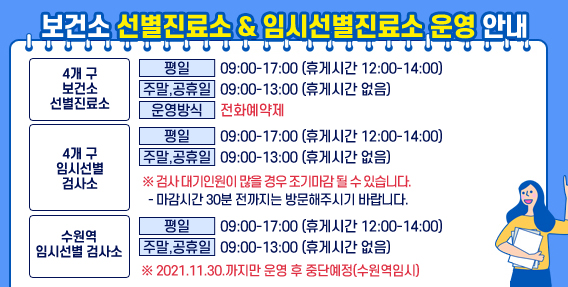 보건소 선별진료소 & 임시선별진료소 운영 안내
4개 구
보건소
선별진료소
평일 09:00-17:00 (휴게시간 12:00-14:00)
주말,공휴일 09:00-13:00 (휴게시간 없음)
운영방식 전화예약제
4개 구
임시선별
검사소
평일 09:00-17:00 (휴게시간 12:00-14:00)
주말,공휴일 09:00-13:00 (휴게시간 없음)
※ 검사 대기인원이 많을 경우 조기마감 될 수 있습니다.
- 마감시간 30분 전까지는 방문해주시기 바랍니다.
수원역
임시선별 검사소
평일 09:00-17:00 (휴게시간 12:00-14:00)
주말,공휴일 09:00-13:00 (휴게시간 없음)
※ 2021.11.30.까지만 운영 후 중단예정(수원역임시)